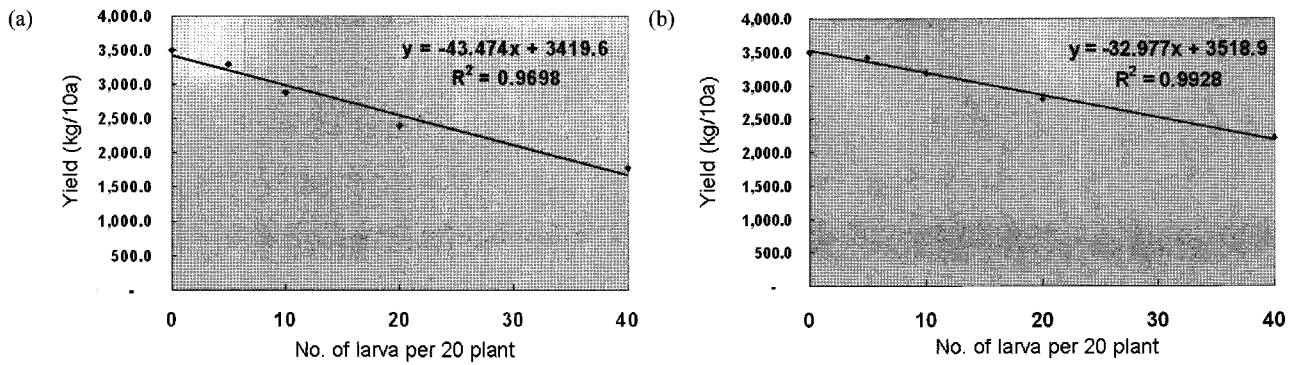 (a)
4,000.0
3,500.0
3,000.0
2,500.0
2,000.0
1,500.0
1,000.0
500.0
-
Yield (kg/10a)
y = -43.474x + 3419.6
R² = 0.9698
0 10 20 30 40
No. of larva per 20 plant
(b)
4,000.0
3,500.0
3,000.0
2,500.0
2,000.0
1,500.0
1,000.0
500.0
-
Yield (kg/10a)
y = -32.977x + 3518.9
R² = 0.9928
0 10 20 30 40
No. of larva per 20 plant